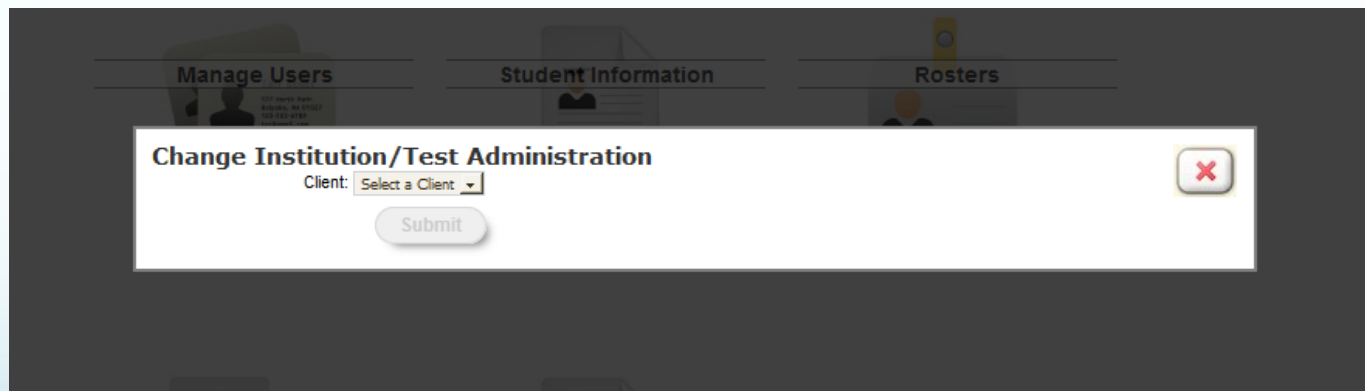 Manage Users
Student Information
Rosters
Change Institution/Test Administration
Client: Select a Client
Submit